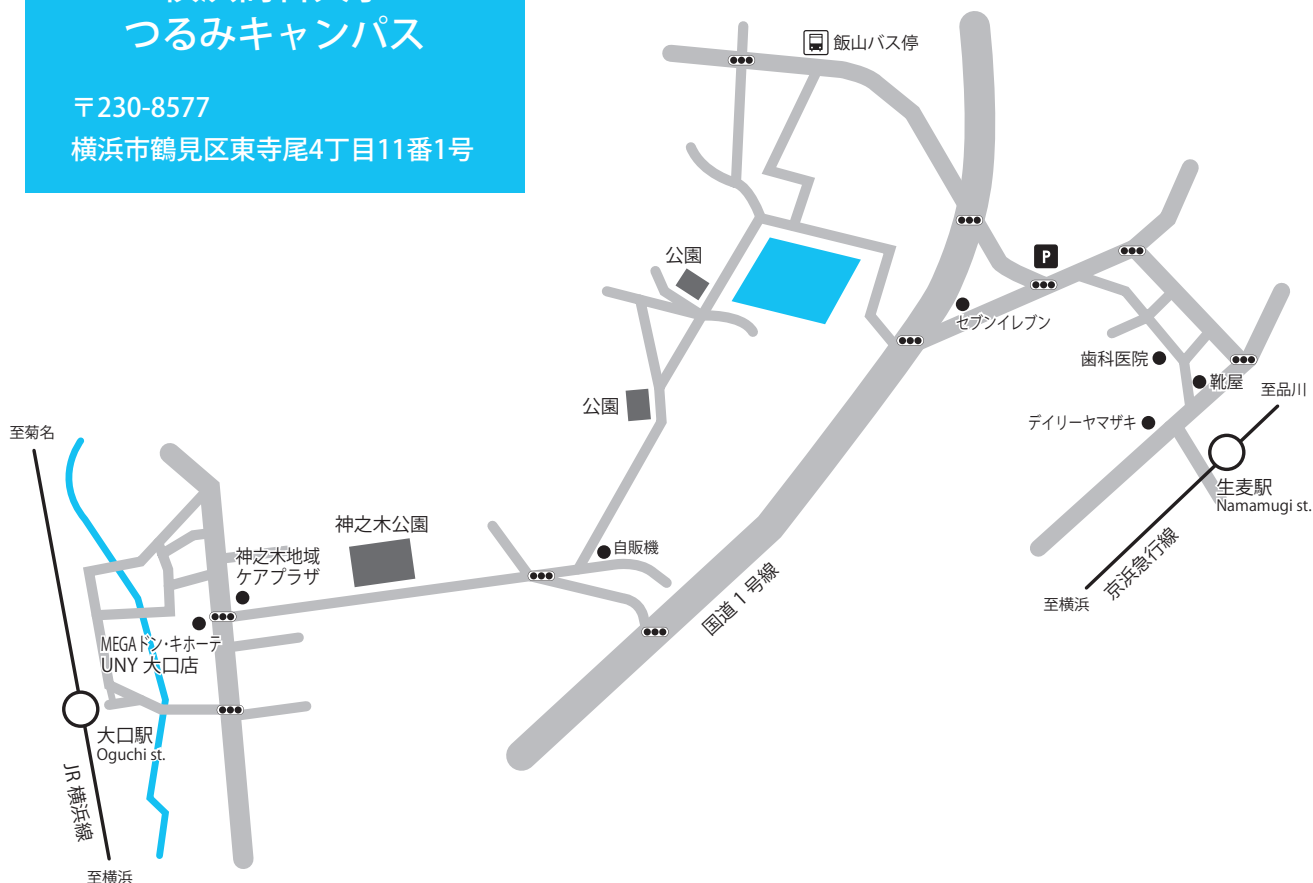 つるみキャンパス
〒230-8577
横浜市鶴見区東寺尾4丁目11番1号
飯山バス停
公園
P
セブンイレブン
歯科医院
靴屋
至品川
公園
デイリーヤマザキ
至菊名
生麦駅
Namamugi st.
神之木公園
自販機
神之木地域
ケアプラザ
国道1号線
京浜急行線
至横浜
MEGAドン・キホーテ
UNY 大口店
大口駅
Oguchi st.
JR 横浜線
至横浜